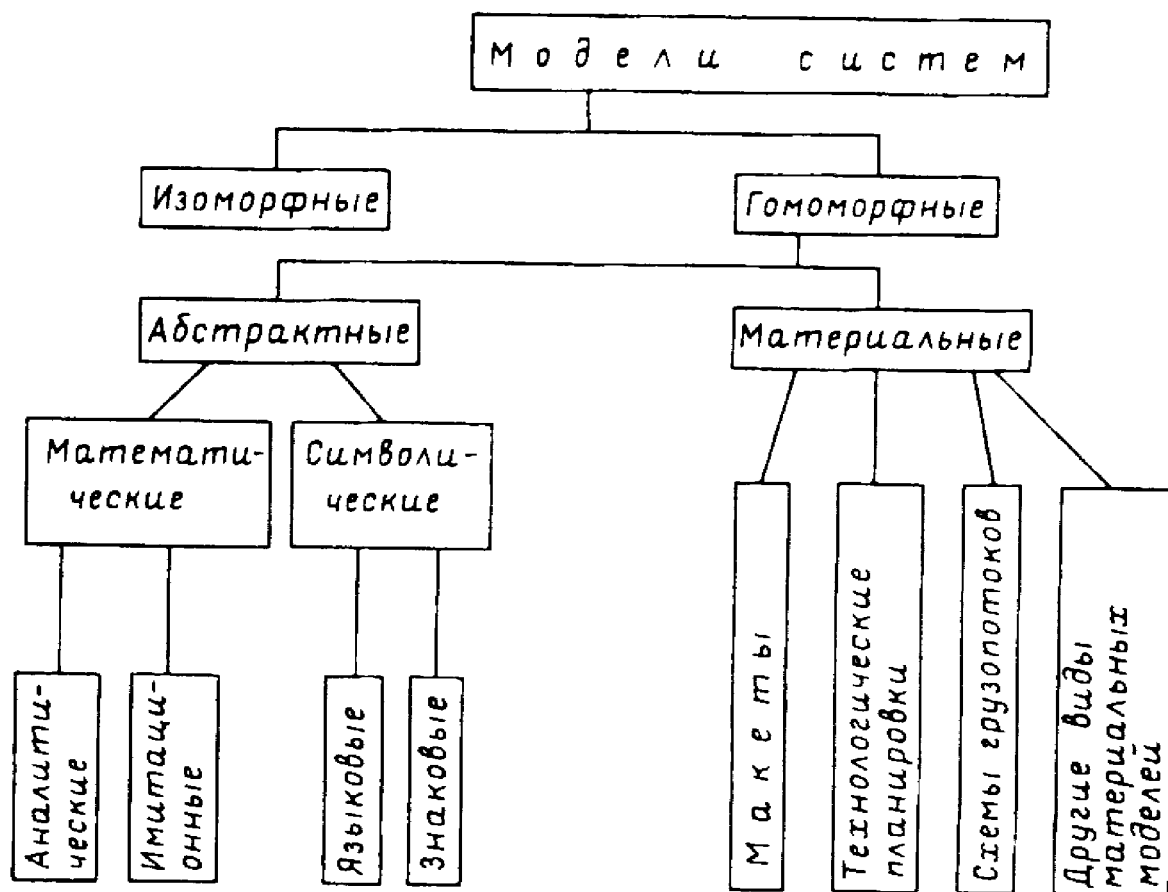 Модели систем
Изоморфные
Гомоморфные
Абстрактные
Материальные
Математи-
ческие
Символи-
ческие
Аналити-
ческие
Имитаци-
онные
Языковые
Знаковые
Макеты
Технологические
планировки
Схемы грузопотоков
Другие виды
материальных
моделей